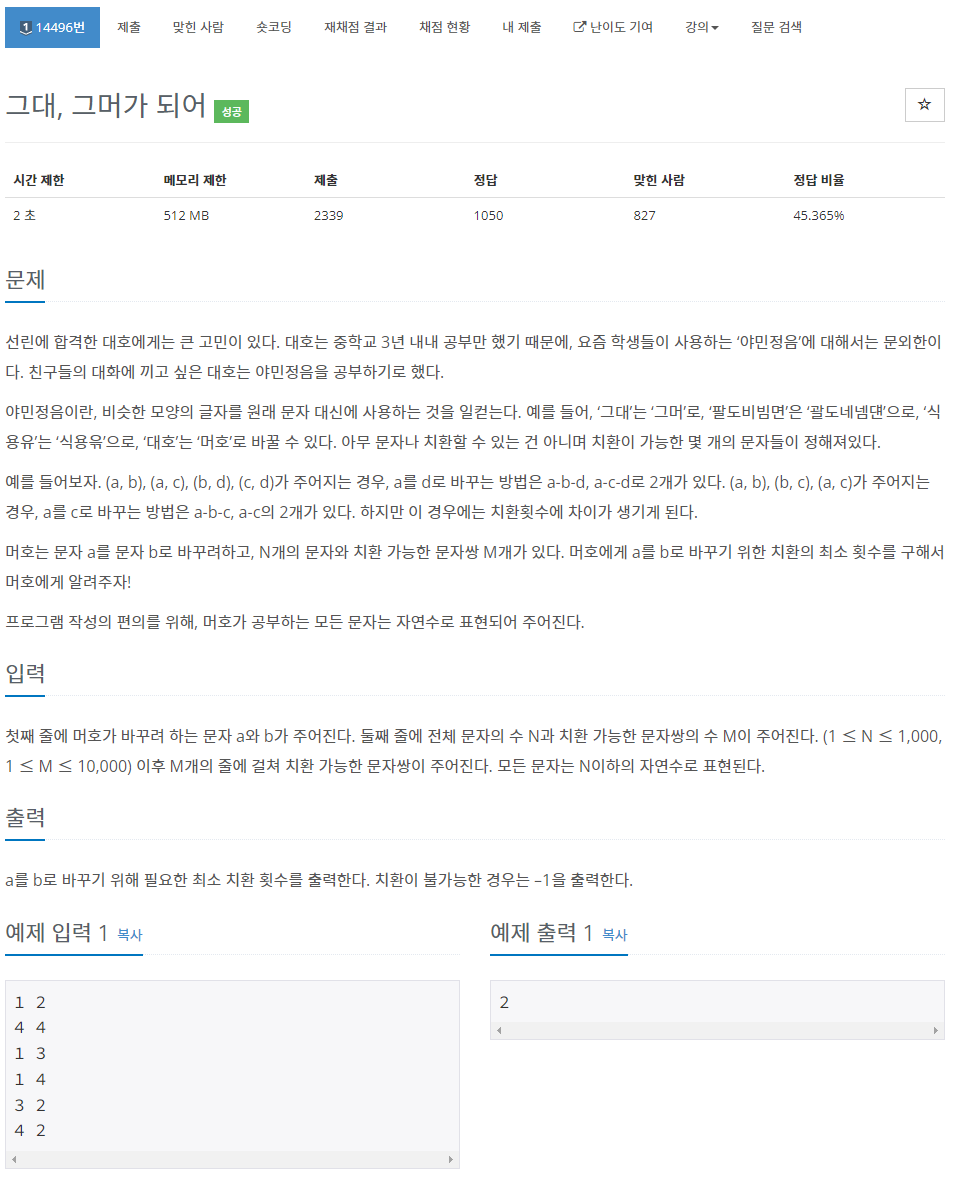 1 14496번 제출 맞힌 사람 숏코딩 재채점 결과 채점 현황 내 제출 난이도 기여 강의 질문 검색
그대, 그머가 되어 성공
시간 제한 메모리 제한 제출 정답 맞힌 사람 정답 비율
2 초 512 MB 2339 1050 827 45.365%
문제
선린에 합격한 대호에게는 큰 고민이 있다. 대호는 중학교 3년 내내 공부만 했기 때문에, 요즘 학생들이 사용하는 ‘야민정음’에 대해서는 문외한이
다. 친구들의 대화에 끼고 싶은 대호는 야민정음을 공부하기로 했다.
야민정음이란, 비슷한 모양의 글자를 원래 문자 대신에 사용하는 것을 일컫는다. 예를 들어, ‘그대’는 ‘그머’로, ‘팔도비빔면’은 ‘괄도네넴댼’으로, ‘식
용유’는 ‘식용윾’으로, ‘대호’는 ‘머호’로 바꿀 수 있다. 아무 문자나 치환할 수 있는 건 아니며 치환이 가능한 몇 개의 문자들이 정해져있다.
예를 들어보자. (a, b), (a, c), (b, d), (c, d)가 주어지는 경우, a를 d로 바꾸는 방법은 a-b-d, a-c-d로 2개가 있다. (a, b), (b, c), (a, c)가 주어지는
경우, a를 c로 바꾸는 방법은 a-b-c, a-c의 2개가 있다. 하지만 이 경우에는 치환횟수에 차이가 생기게 된다.
머호는 문자 a를 문자 b로 바꾸려하고, N개의 문자와 치환 가능한 문자쌍 M개가 있다. 머호에게 a를 b로 바꾸기 위한 치환의 최소 횟수를 구해서
머호에게 알려주자!
프로그램 작성의 편의를 위해, 머호가 공부하는 모든 문자는 자연수로 표현되어 주어진다.
입력
첫째 줄에 머호가 바꾸려 하는 문자 a와 b가 주어진다. 둘째 줄에 전체 문자의 수 N과 치환 가능한 문자쌍의 수 M이 주어진다. (1 ≤ N ≤ 1,000,
1 ≤ M ≤ 10,000) 이후 M개의 줄에 걸쳐 치환 가능한 문자쌍이 주어진다. 모든 문자는 N이하의 자연수로 표현된다.
출력
a를 b로 바꾸기 위해 필요한 최소 치환 횟수를 출력한다. 치환이 불가능한 경우는 –1을 출력한다.
예제 입력 1 복사
1 2
4 4
1 3
1 4
3 2
4 2
예제 출력 1 복사
2